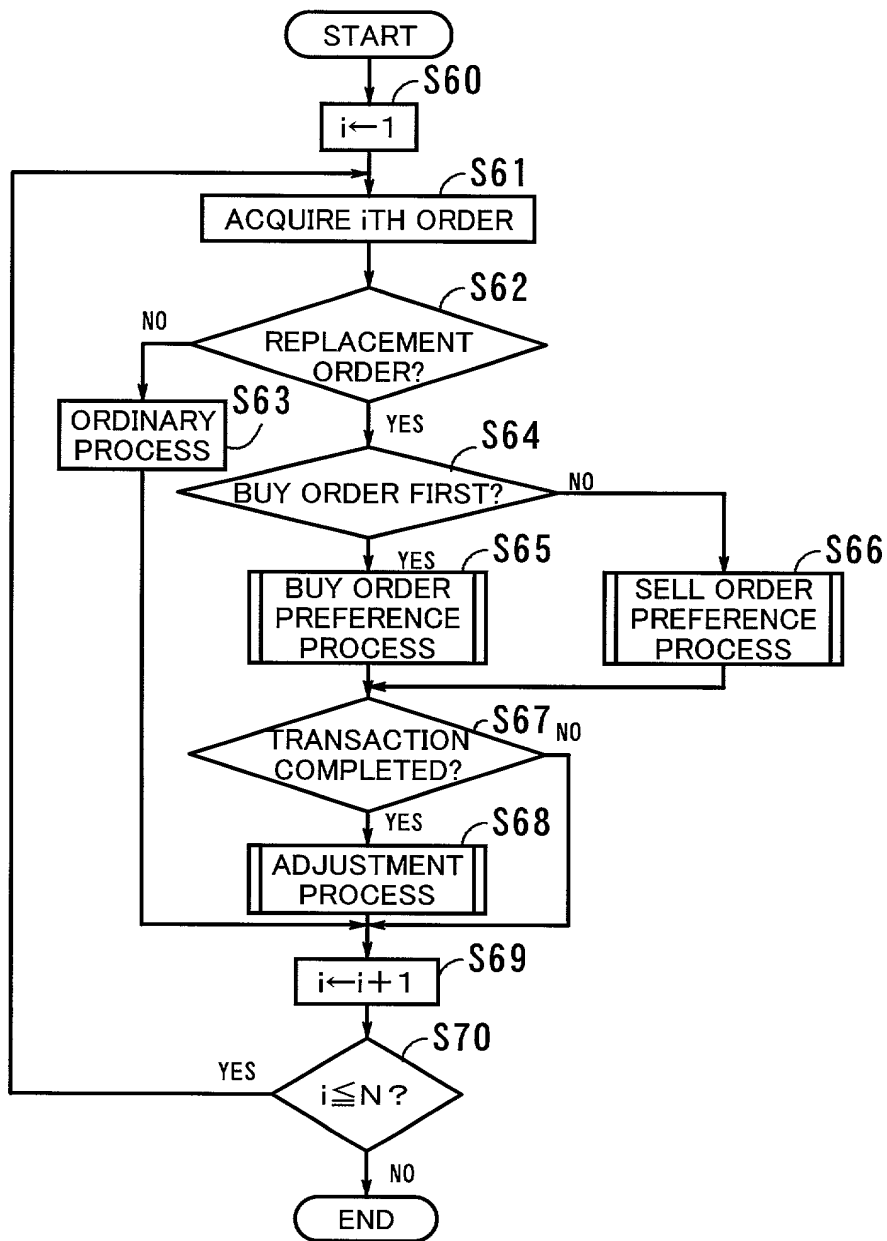 START
S60
i←1
S61
ACQUIRE iTH ORDER
S62
NO
REPLACEMENT
ORDER?
S63
ORDINARY
PROCESS
YES
S64
BUY ORDER FIRST?
NO
YES
S65
BUY ORDER
PREFERENCE
PROCESS
S66
SELL ORDER
PREFERENCE
PROCESS
S67
NO
TRANSACTION
COMPLETED?
YES
S68
ADJUSTMENT
PROCESS
S69
i←i+1
S70
YES
i≦N?
NO
END